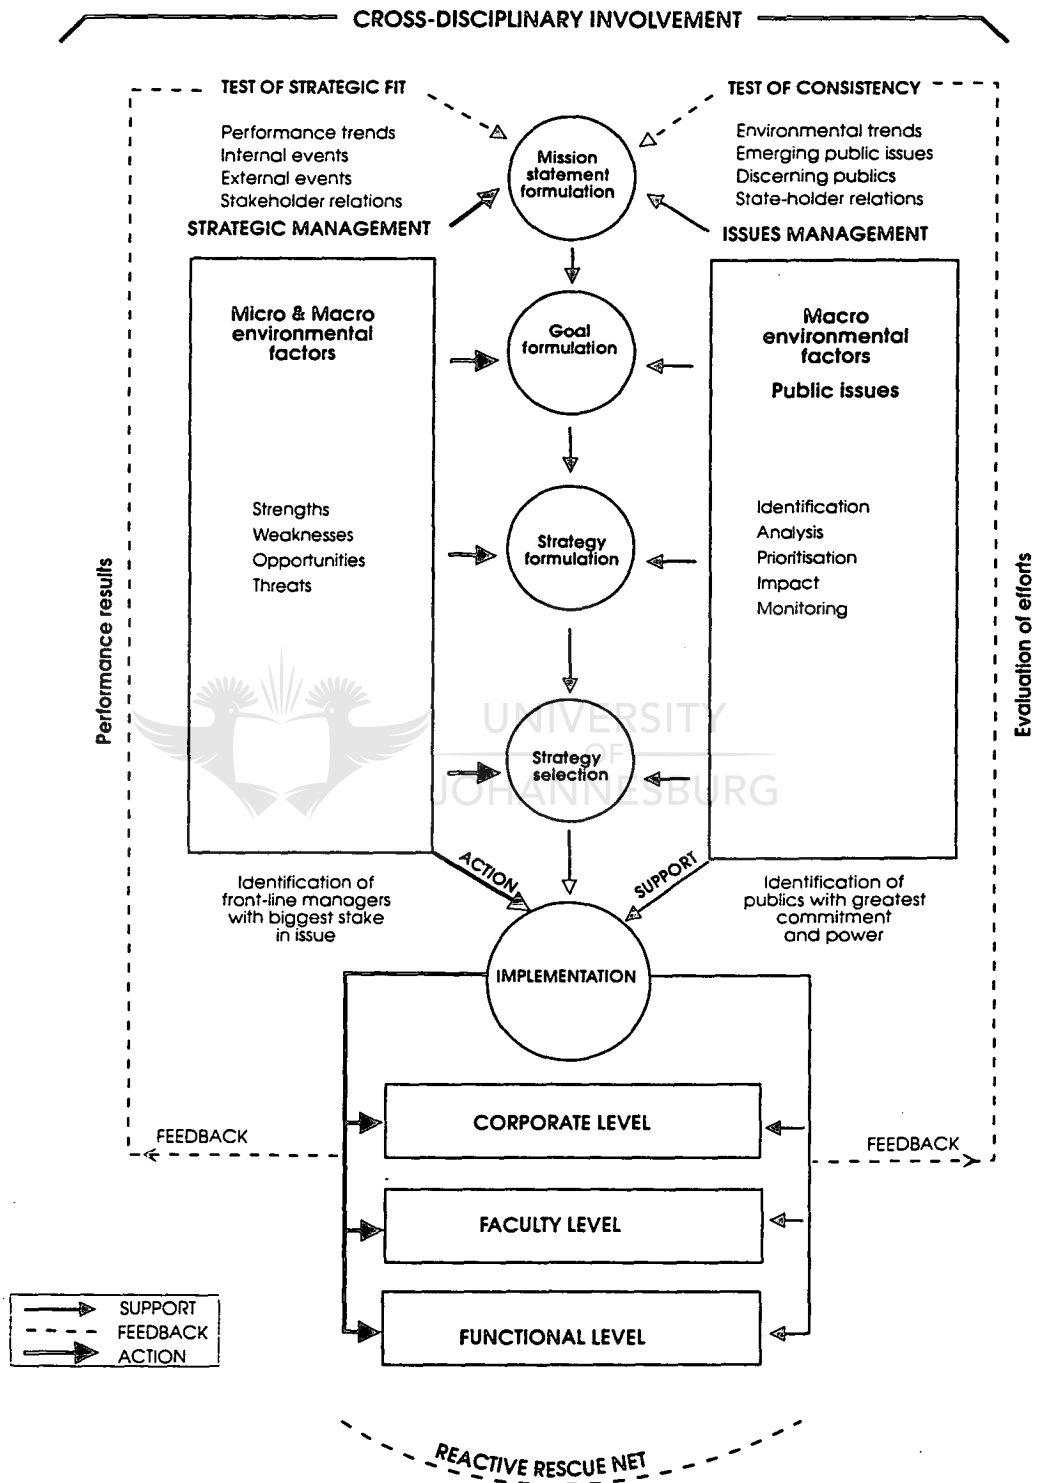 CROSS-DISCIPLINARY INVOLVEMENT
TEST OF STRATEGIC FIT
Performance trends
Internal events
External events
Stakeholder relations
STRATEGIC MANAGEMENT
TEST OF CONSISTENCY
Environmental trends
Emerging public issues
Discerning publics
State-holder relations
ISSUES MANAGEMENT
Mission
statement
formulation
Micro & Macro
environmental
factors
Goal
formulation
Macro
environmental
factors
Public issues
Strengths
Weaknesses
Opportunities
Threats
Strategy
formulation
Identification
Analysis
Prioritisation
Impact
Monitoring
Performance results
Evaluation of efforts
UNIVERSITY
OF
JOHANNESBURG
Strategy
selection
ACTION
SUPPORT
Identification of
front-line managers
with biggest stake
in issue
Identification of
publics with greatest
commitment
and power
IMPLEMENTATION
CORPORATE LEVEL
FEEDBACK
FEEDBACK
FACULTY LEVEL
FUNCTIONAL LEVEL
SUPPORT
FEEDBACK
ACTION
REACTIVE RESCUE NET